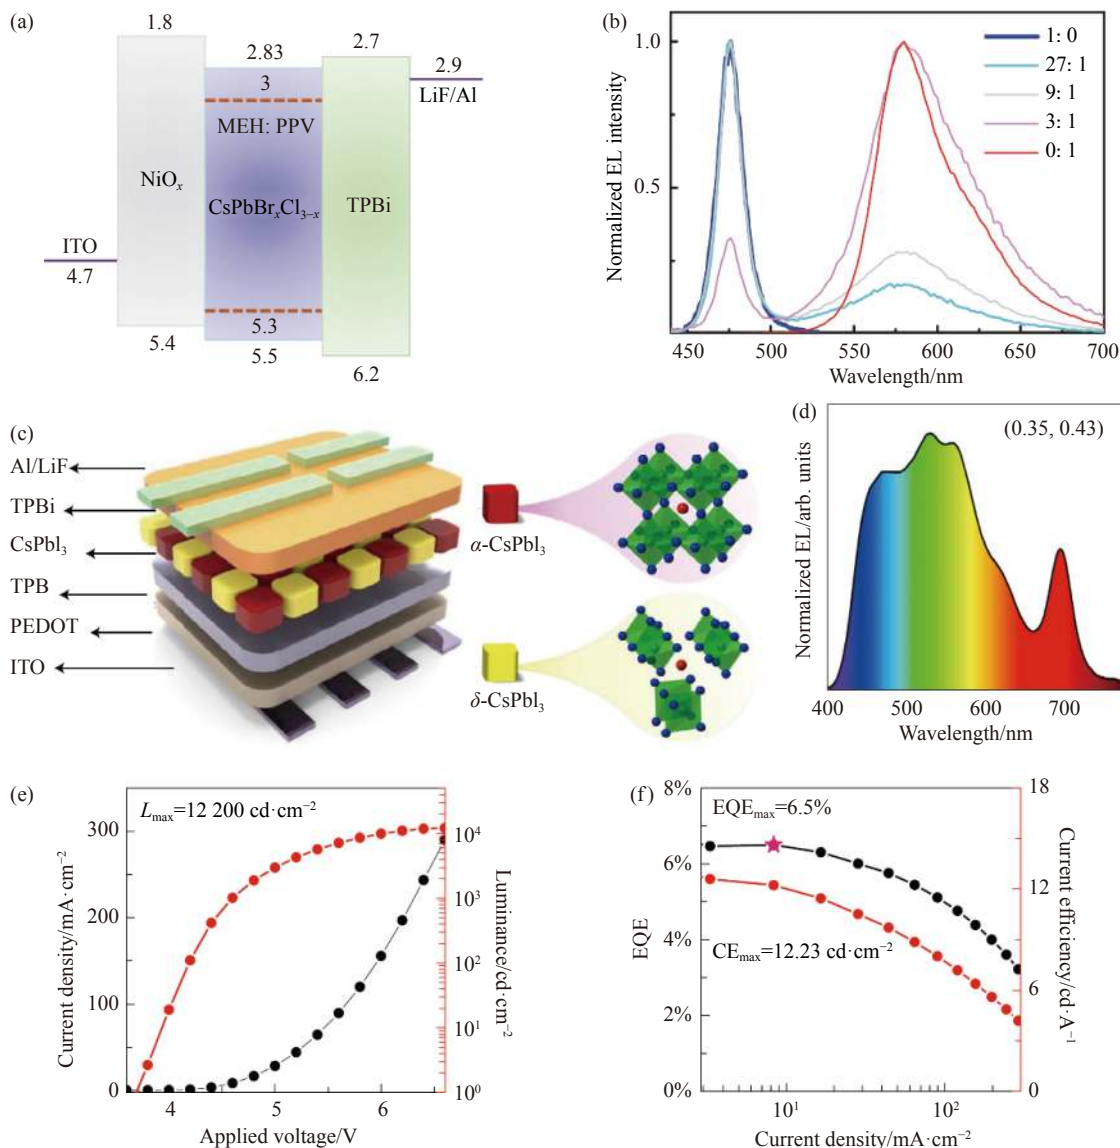 (a)
1.8
2.83
2.7
3
2.9
LiF/Al
MEH: PPV
NiOₓ
CsPbBrₓCl₃₋ₓ
TPBi
ITO
4.7
5.3
5.4
5.5
6.2
(b)
Normalized EL intensity
1.0
0.5
1: 0
27: 1
9: 1
3: 1
0: 1
450 500 550 600 650 700
Wavelength/nm
(c)
Al/LiF
TPBi
CsPbI₃
TPB
PEDOT
ITO
α-CsPbI₃
δ-CsPbI₃
(d)
(0.35, 0.43)
Normalized EL/arb. units
400 500 600 700
Wavelength/nm
(e)
Lmax=12 200 cd·cm⁻²
Current density/mA·cm⁻²
300
200
100
0
10⁴
10³
10²
10¹
10⁰
Luminance/cd·cm⁻²
4 5 6
Applied voltage/V
(f)
EQEmax=6.5%
CEmax=12.23 cd·cm⁻²
EQE
8%
6%
4%
2%
0%
18
12
6
0
Current efficiency/cd·A⁻¹
10¹ 10²
Current density/mA·cm⁻²